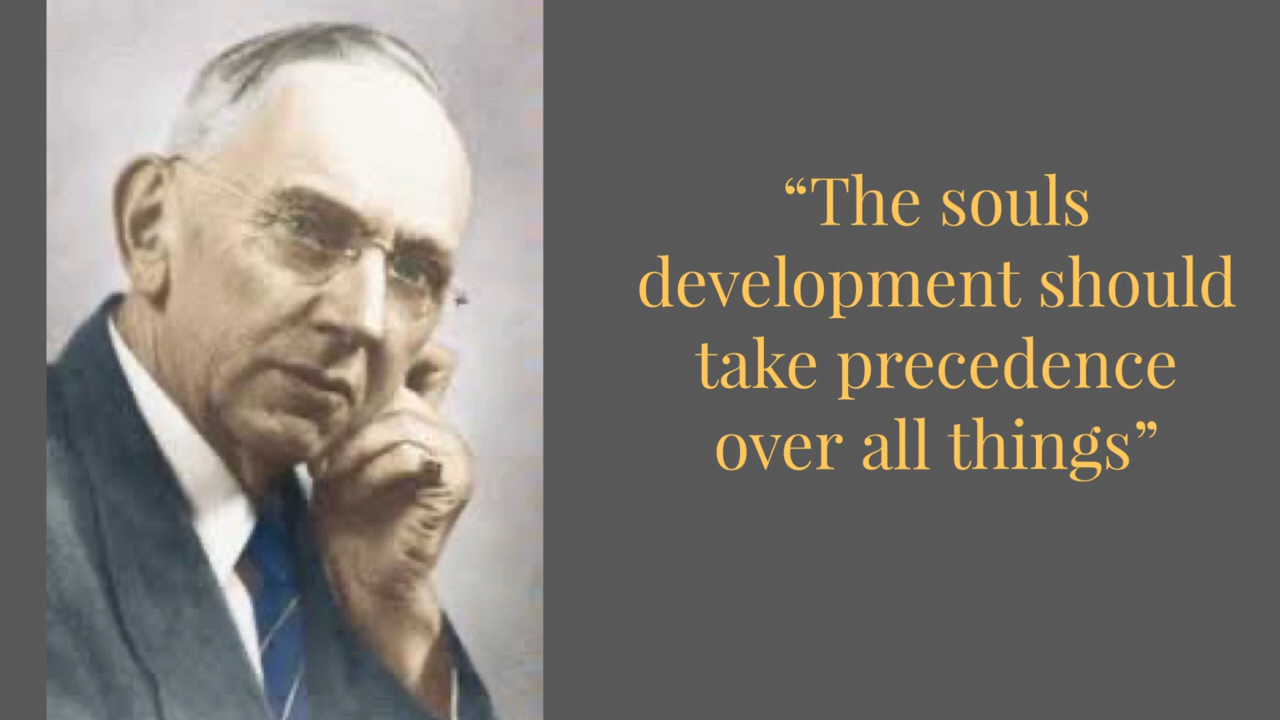 “The souls
development should
take precedence
over all things”